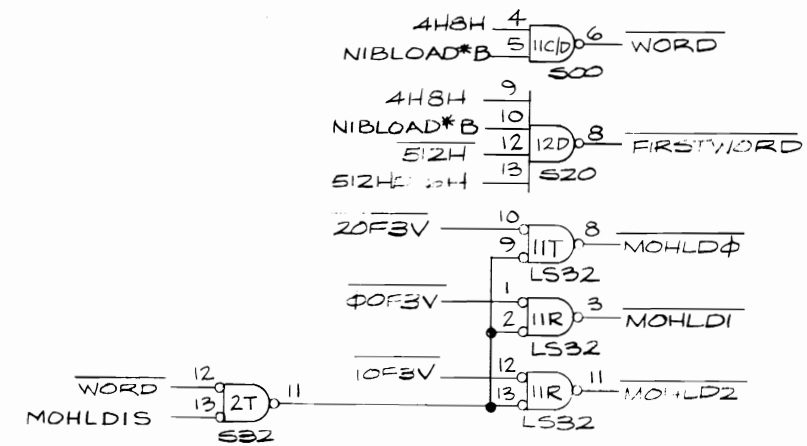 4H8H 4
NIBLOAD*B 5 11C/D 6 WORD
S00
4H8H 9
NIBLOAD*B 10
512H 12 12D 8 FIRSTWORD
13 S20
2OF3V 10
9 11T 8 MOHLDΦ
LS32
ΦOF3V 1
2 11R 3 MOHLD1
LS32
1OF3V 12
13 11R 11 MOHLD2
LS32
WORD 12
MOHLDIS 13 2T 11
S32